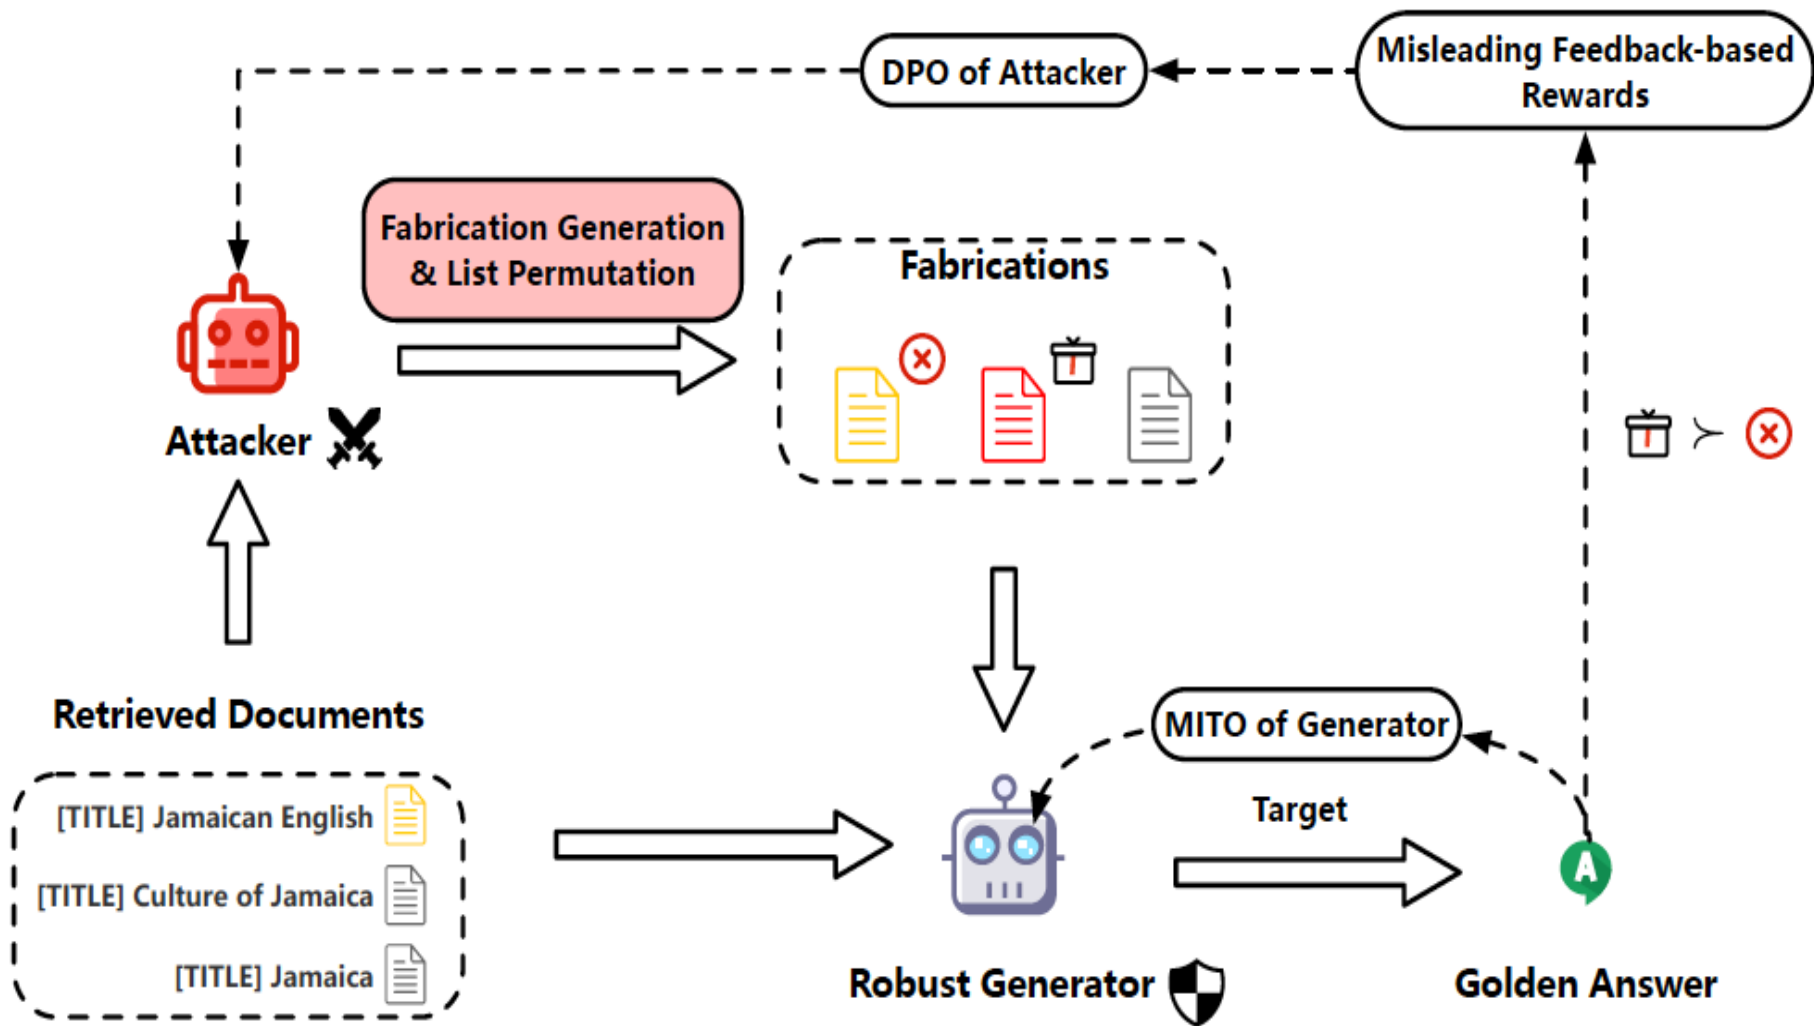 DPO of Attacker
Misleading Feedback-based
Rewards
Fabrication Generation
& List Permutation
Fabrications
Attacker
Retrieved Documents
[TITLE] Jamaican English
[TITLE] Culture of Jamaica
[TITLE] Jamaica
MITO of Generator
Target
A
Robust Generator
Golden Answer